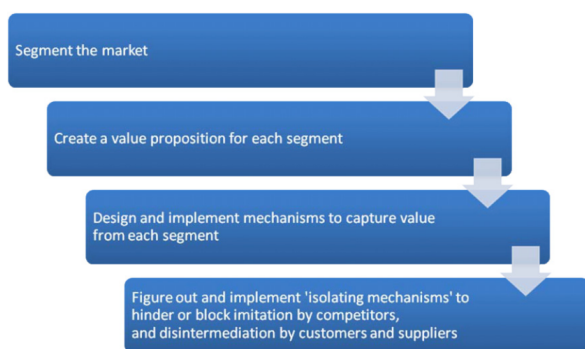 Segment the market
Create a value proposition for each segment
Design and implement mechanisms to capture value
from each segment
Figure out and implement 'isolating mechanisms' to
hinder or block imitation by competitors,
and disintermediation by customers and suppliers